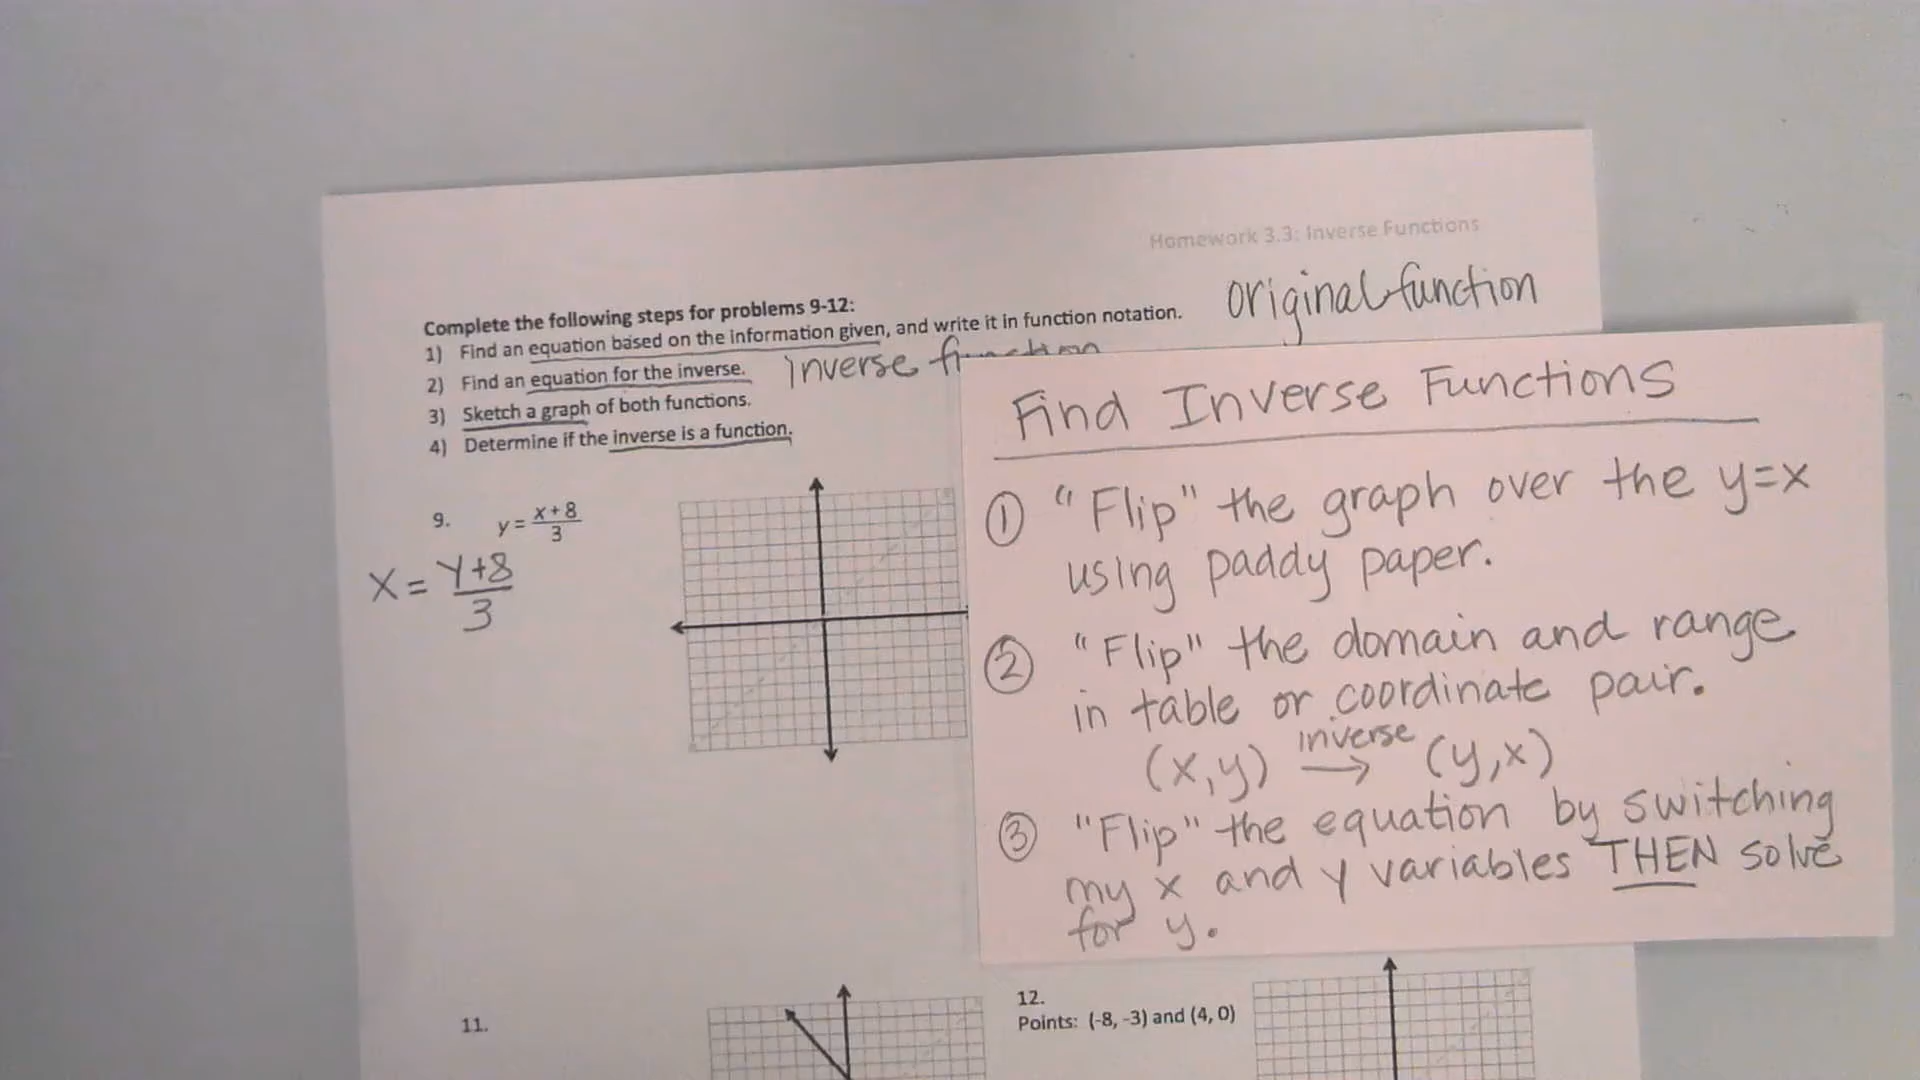 Homework 3.3: Inverse Functions
original function
Complete the following steps for problems 9-12:
1) Find an equation based on the information given, and write it in function notation.
2) Find an equation for the inverse. inverse function
3) Sketch a graph of both functions.
4) Determine if the inverse is a function.
9. y = x + 8 / 3
X = Y+8 / 3
Find Inverse Functions
① "Flip" the graph over the y=x
using paddy paper.
② "Flip" the domain and range
in table or coordinate pair.
(x,y) inverse → (y,x)
③ "Flip" the equation by switching
my x and y variables THEN solve
for y.
11.
12.
Points: (-8, -3) and (4, 0)